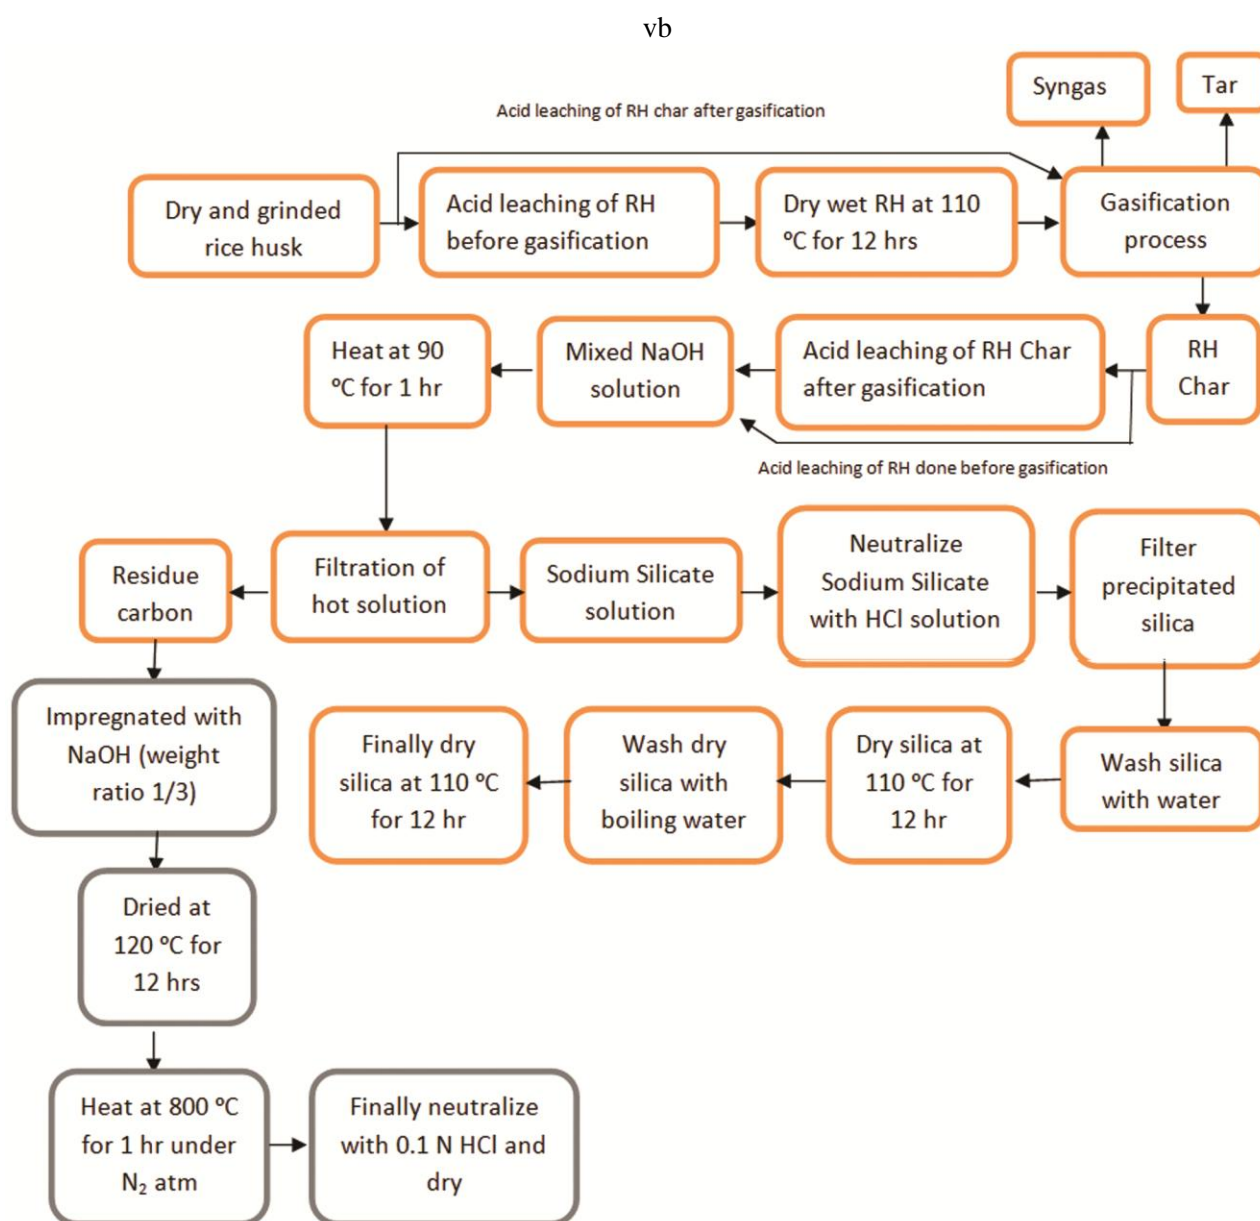 vb
Syngas
Tar
Acid leaching of RH char after gasification
Dry and grinded
rice husk
Acid leaching of RH
before gasification
Dry wet RH at 110
ºC for 12 hrs
Gasification
process
Heat at 90
ºC for 1 hr
Mixed NaOH
solution
Acid leaching of RH Char
after gasification
RH
Char
Acid leaching of RH done before gasification
Residue
carbon
Filtration of
hot solution
Sodium Silicate
solution
Neutralize
Sodium Silicate
with HCl solution
Filter
precipitated
silica
Impregnated with
NaOH (weight
ratio 1/3)
Finally dry
silica at 110 ºC
for 12 hr
Wash dry
silica with
boiling water
Dry silica at
110 ºC for
12 hr
Wash silica
with water
Dried at
120 ºC for
12 hrs
Heat at 800 ºC
for 1 hr under
N₂ atm
Finally neutralize
with 0.1 N HCl and
dry